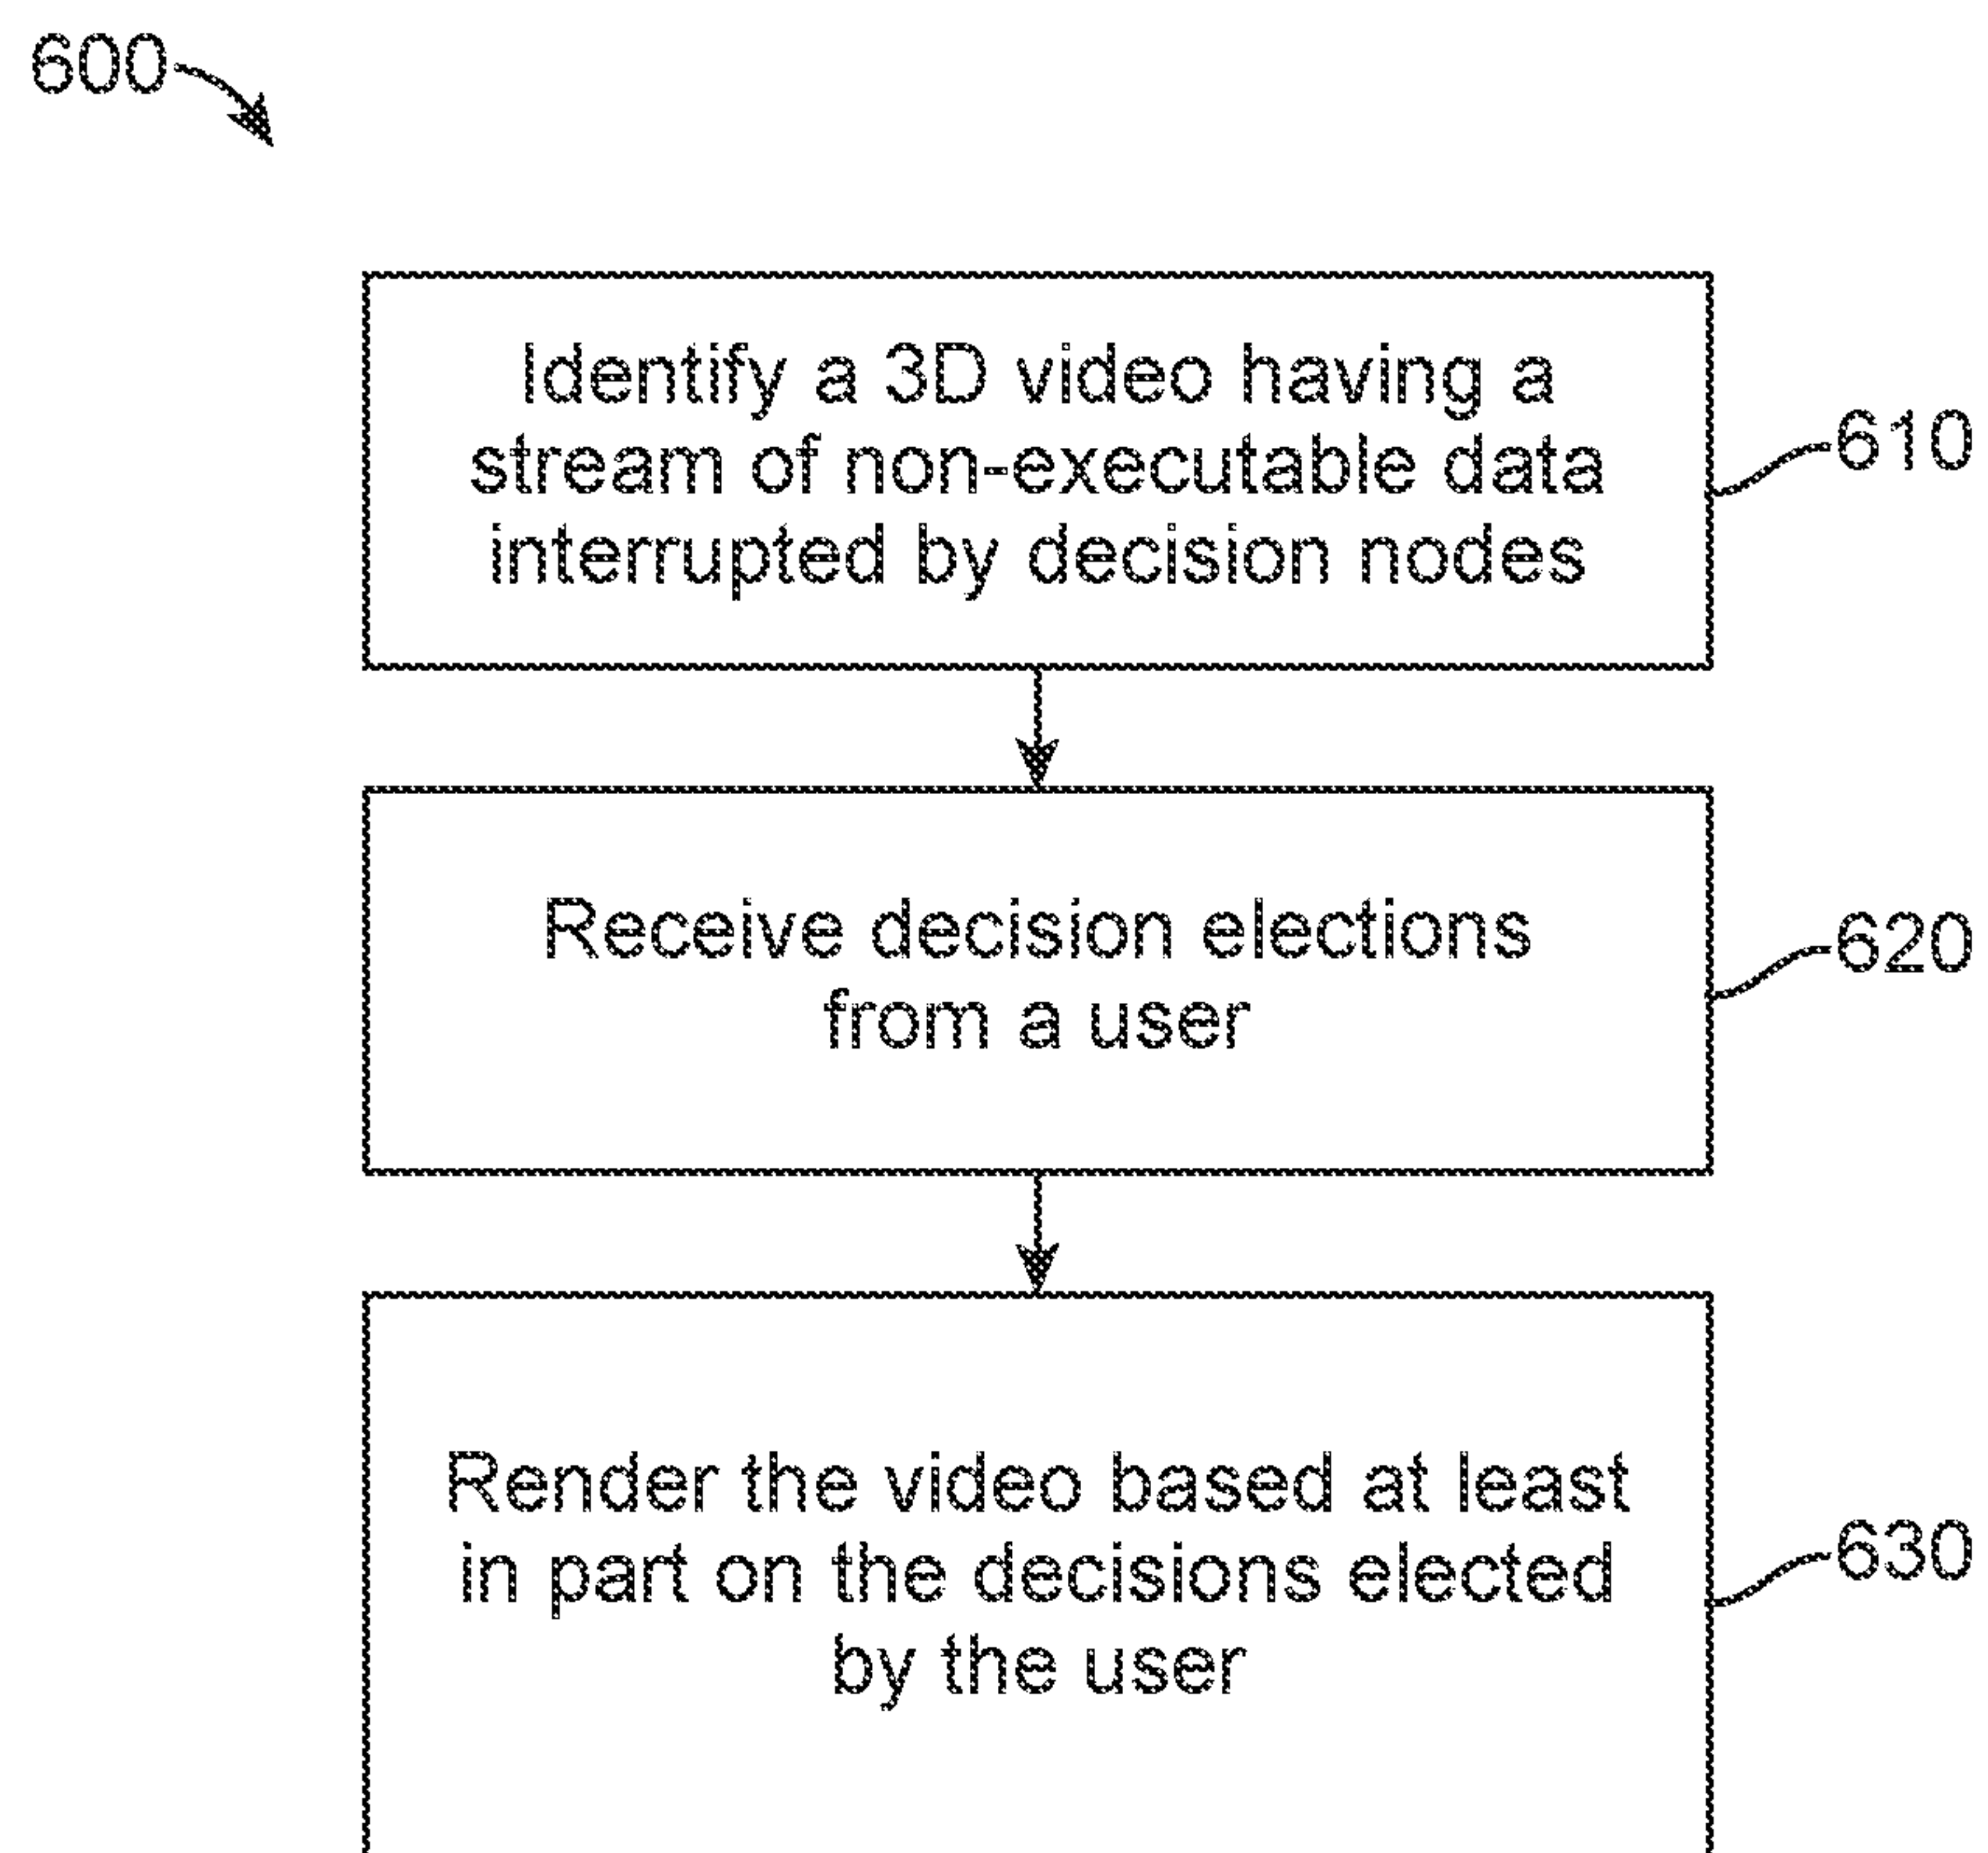 600
Identify a 3D video having a
stream of non-executable data
interrupted by decision nodes
610
Receive decision elections
from a user
620
Render the video based at least
in part on the decisions elected
by the user
630